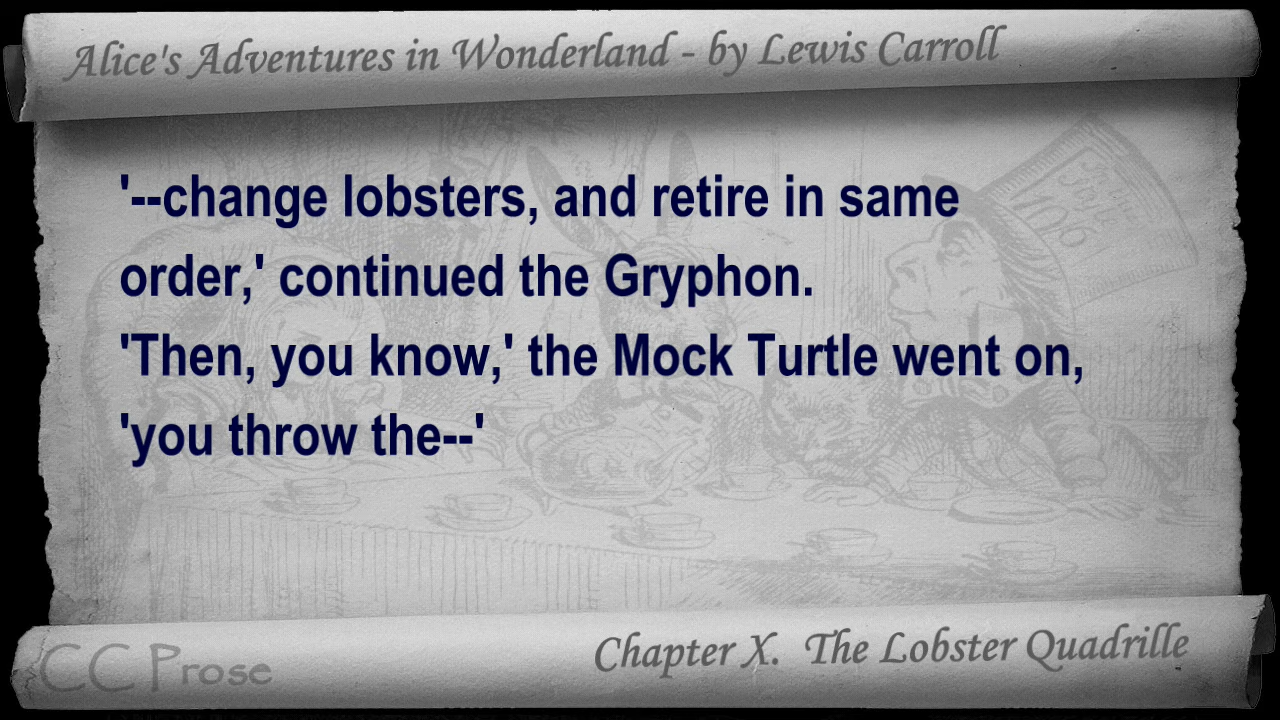 Alice's Adventures in Wonderland - by Lewis Carroll
'--change lobsters, and retire in same
order,' continued the Gryphon.
'Then, you know,' the Mock Turtle went on,
'you throw the--'
Chapter X. The Lobster Quadrille
CC Prose